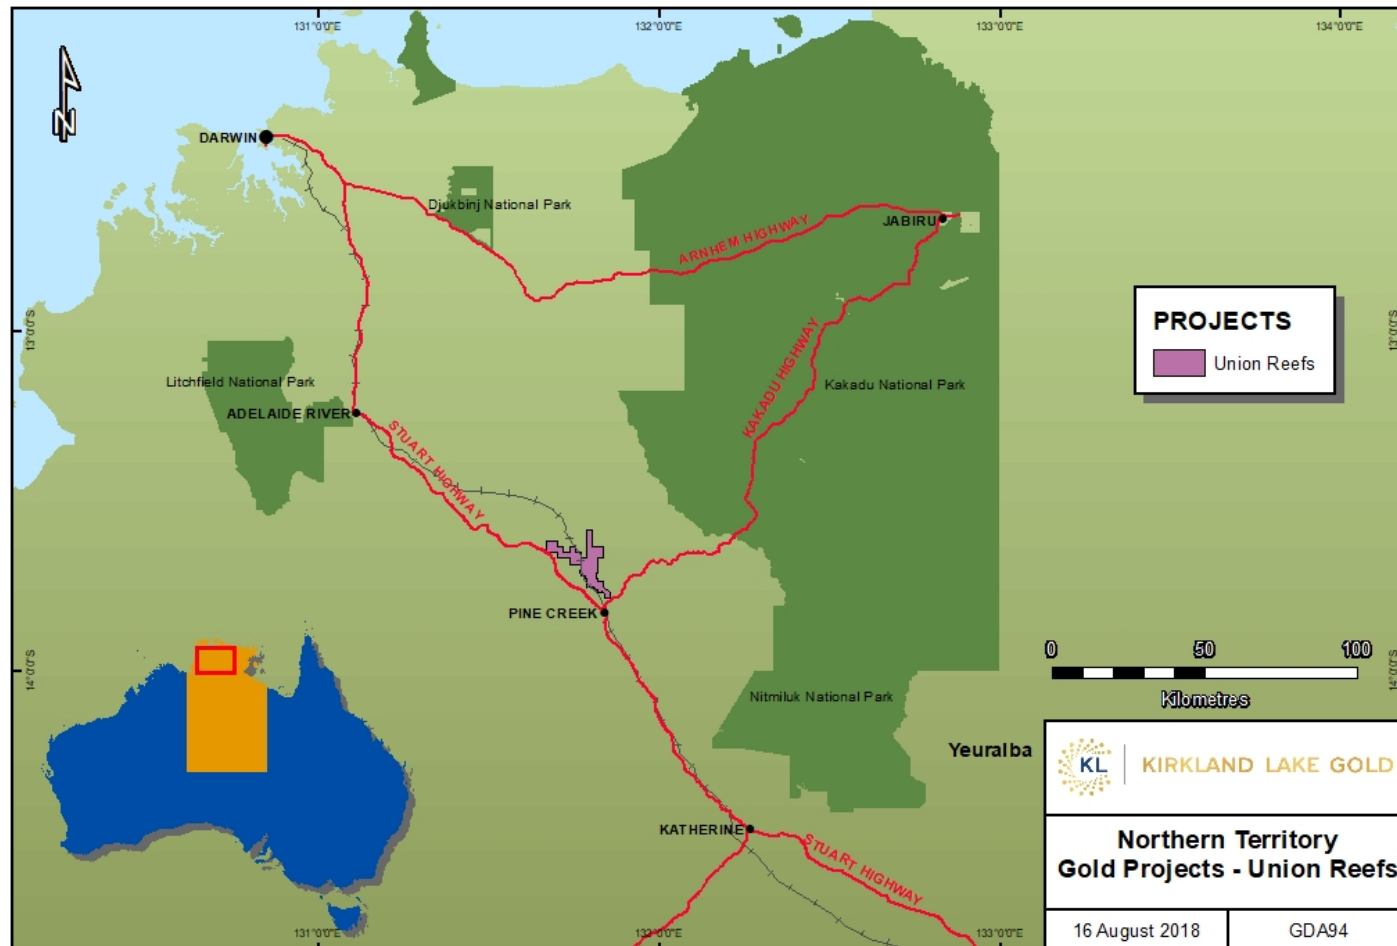 131°0'0"E
132°0'0"E
133°0'0"E
134°0'0"E
N
DARWIN
Djukbinj National Park
ARNHEM HIGHWAY
JABIRU
13°0'0"S
13°0'0"S
PROJECTS
Union Reefs
Litchfield National Park
KAKADU HIGHWAY
Kakadu National Park
ADELAIDE RIVER
STUART HIGHWAY
PINE CREEK
0 50 100
Kilometres
14°0'0"S
14°0'0"S
Nitmiluk National Park
Yeuralba
KL KIRKLAND LAKE GOLD
KATHERINE
STUART HIGHWAY
Northern Territory
Gold Projects - Union Reefs
16 August 2018 GDA94
131°0'0"E
132°0'0"E
133°0'0"E